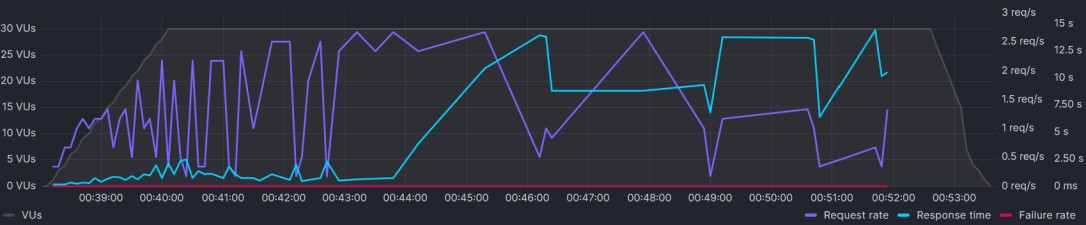 30 VUs
25 VUs
20 VUs
15 VUs
10 VUs
5 VUs
0 VUs
3 req/s
2.5 req/s
2 req/s
1.5 req/s
1 req/s
0.5 req/s
0 req/s
15 s
12.5 s
10 s
7.50 s
5 s
2.50 s
0 ms
00:39:00 00:40:00 00:41:00 00:42:00 00:43:00 00:44:00 00:45:00 00:46:00 00:47:00 00:48:00 00:49:00 00:50:00 00:51:00 00:52:00 00:53:00
VUs Request rate Response time Failure rate